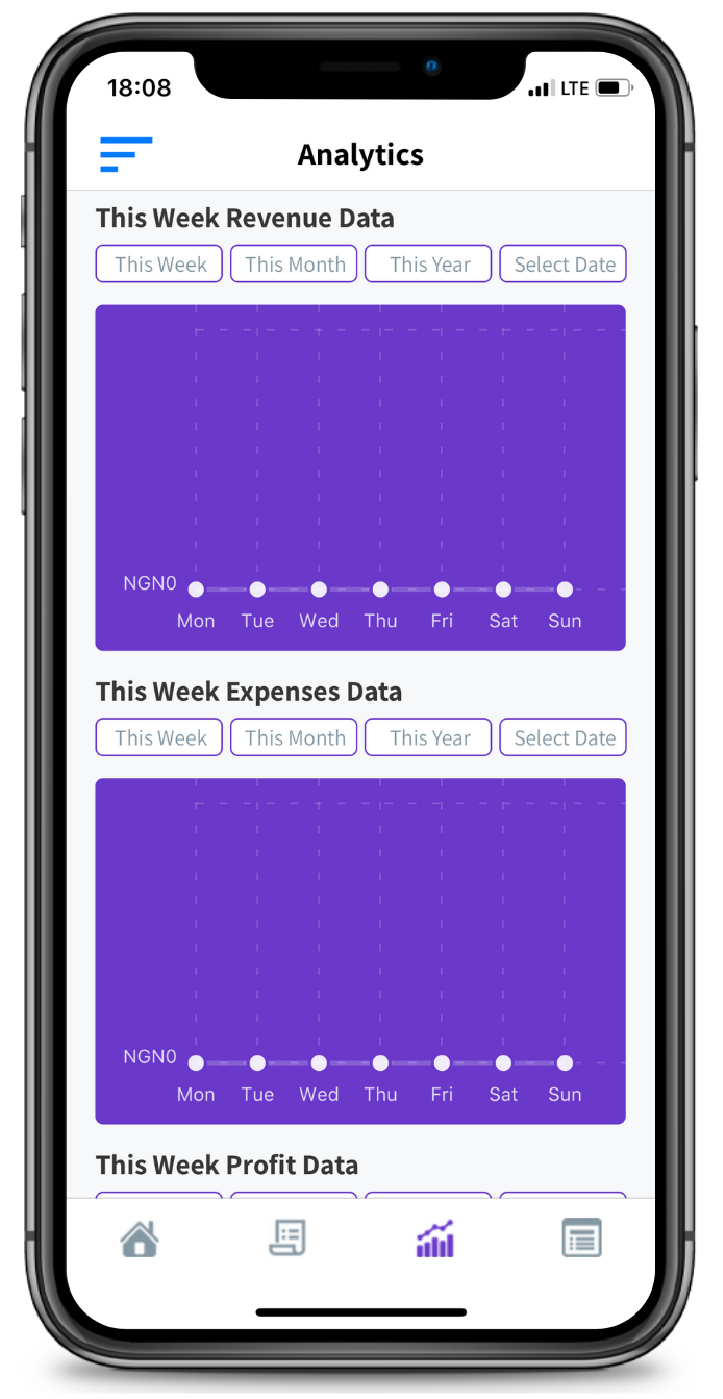 18:08 LTE
Analytics
This Week Revenue Data
This Week This Month This Year Select Date
NGN0
Mon Tue Wed Thu Fri Sat Sun
This Week Expenses Data
This Week This Month This Year Select Date
NGN0
Mon Tue Wed Thu Fri Sat Sun
This Week Profit Data